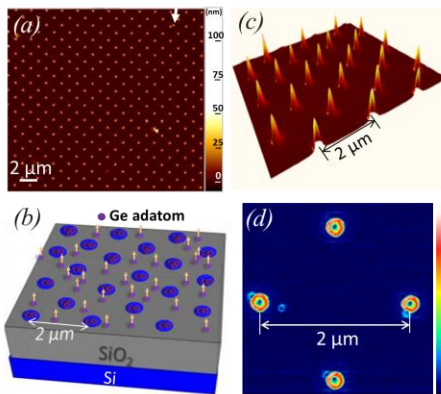 (a)
(nm)
100
75
50
25
0
2 μm
(c)
2 μm
(b)
Ge adatom
2 μm
SiO₂
Si
(d)
2 μm